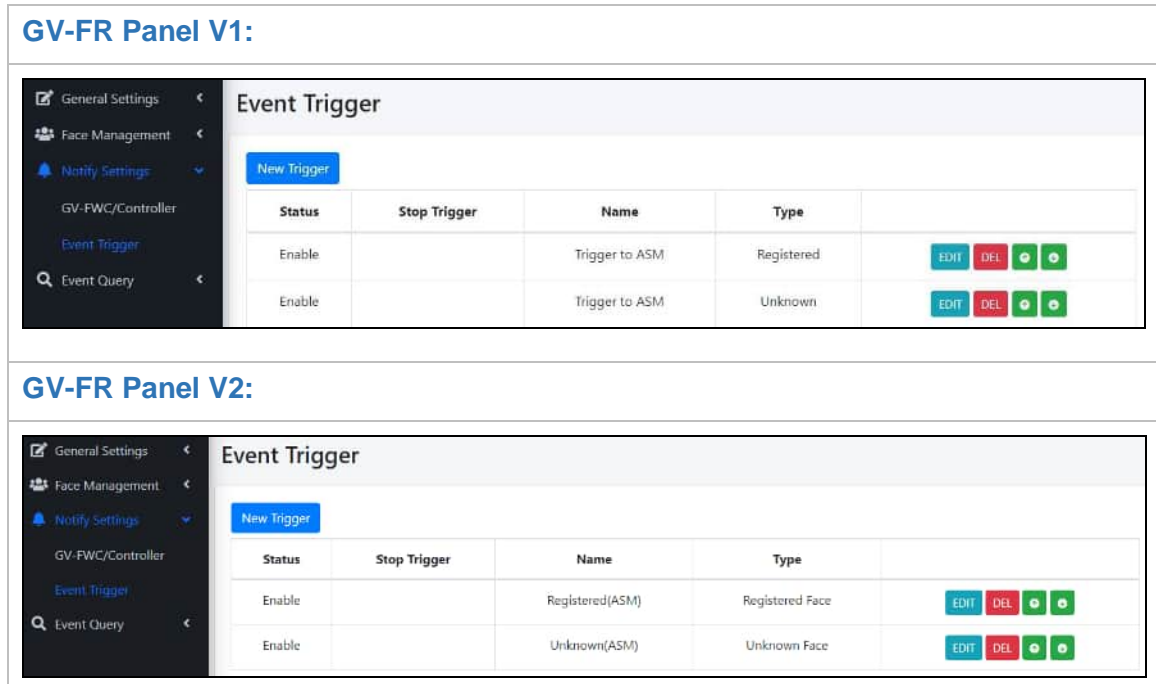 GV-FR Panel V1:
General Settings
Face Management
Notify Settings
GV-FWC/Controller
Event Trigger
Event Query
Event Trigger
New Trigger
Status Stop Trigger Name Type
Enable Trigger to ASM Registered EDIT DEL
Enable Trigger to ASM Unknown EDIT DEL
GV-FR Panel V2:
General Settings
Face Management
Notify Settings
GV-FWC/Controller
Event Trigger
Event Query
Event Trigger
New Trigger
Status Stop Trigger Name Type
Enable Registered(ASM) Registered Face EDIT DEL
Enable Unknown(ASM) Unknown Face EDIT DEL